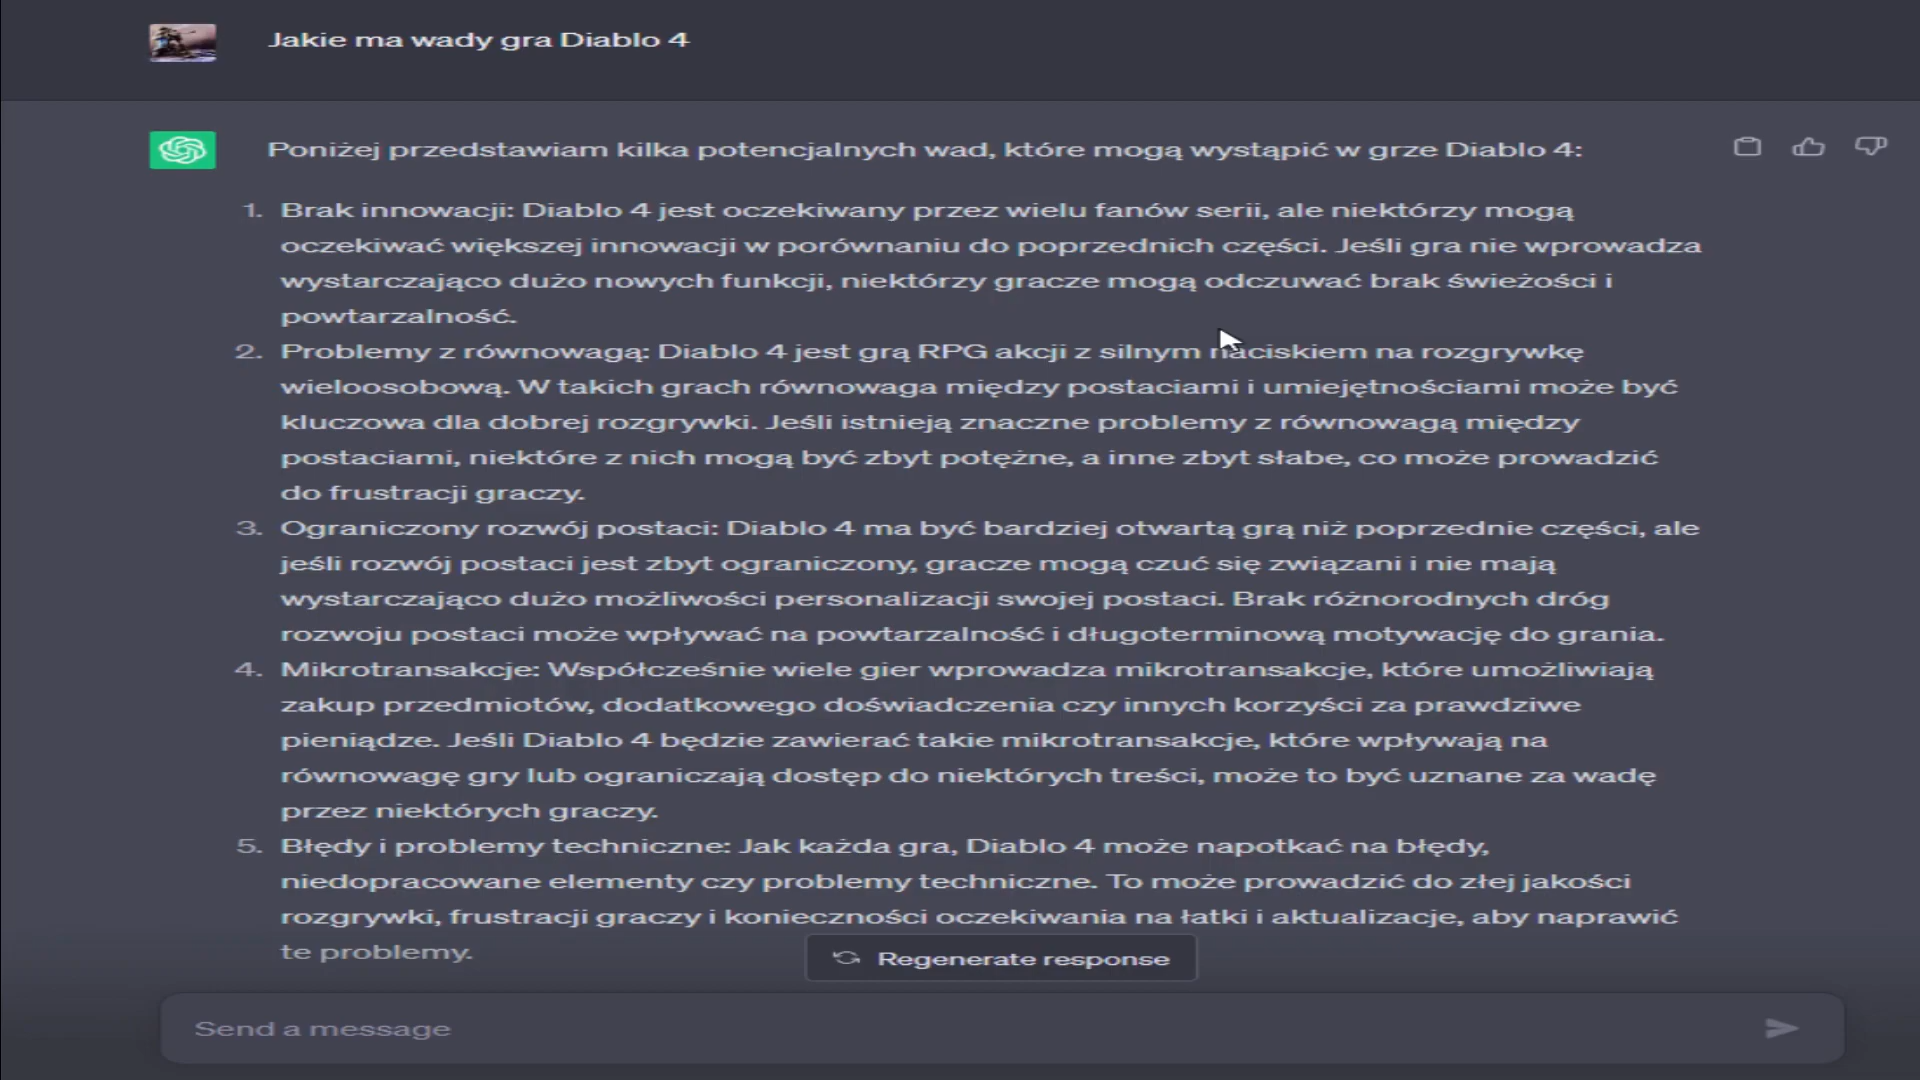 Jakie ma wady gra Diablo 4
Poniżej przedstawiam kilka potencjalnych wad, które mogą wystąpić w grze Diablo 4:
1. Brak innowacji: Diablo 4 jest oczekiwany przez wielu fanów serii, ale niektórzy mogą
oczekiwać większej innowacji w porównaniu do poprzednich części. Jeśli gra nie wprowadza
wystarczająco dużo nowych funkcji, niektórzy gracze mogą odczuwać brak świeżości i
powtarzalność.
2. Problemy z równowagą: Diablo 4 jest grą RPG akcji z silnym naciskiem na rozgrywkę
wieloosobową. W takich grach równowaga między postaciami i umiejętnościami może być
kluczowa dla dobrej rozgrywki. Jeśli istnieją znaczne problemy z równowagą między
postaciami, niektóre z nich mogą być zbyt potężne, a inne zbyt słabe, co może prowadzić
do frustracji graczy.
3. Ograniczony rozwój postaci: Diablo 4 ma być bardziej otwartą grą niż poprzednie części, ale
jeśli rozwój postaci jest zbyt ograniczony, gracze mogą czuć się związani i nie mają
wystarczająco dużo możliwości personalizacji swojej postaci. Brak różnorodnych dróg
rozwoju postaci może wpływać na powtarzalność i długoterminową motywację do grania.
4. Mikrotransakcje: Współcześnie wiele gier wprowadza mikrotransakcje, które umożliwiają
zakup przedmiotów, dodatkowego doświadczenia czy innych korzyści za prawdziwe
pieniądze. Jeśli Diablo 4 będzie zawierać takie mikrotransakcje, które wpływają na
równowagę gry lub ograniczają dostęp do niektórych treści, może to być uznane za wadę
przez niektórych graczy.
5. Błędy i problemy techniczne: Jak każda gra, Diablo 4 może napotkać na błędy,
niedopracowane elementy czy problemy techniczne. To może prowadzić do złej jakości
rozgrywki, frustracji graczy i konieczności oczekiwania na łatki i aktualizacje, aby naprawić
te problemy.
Regenerate response
Send a message